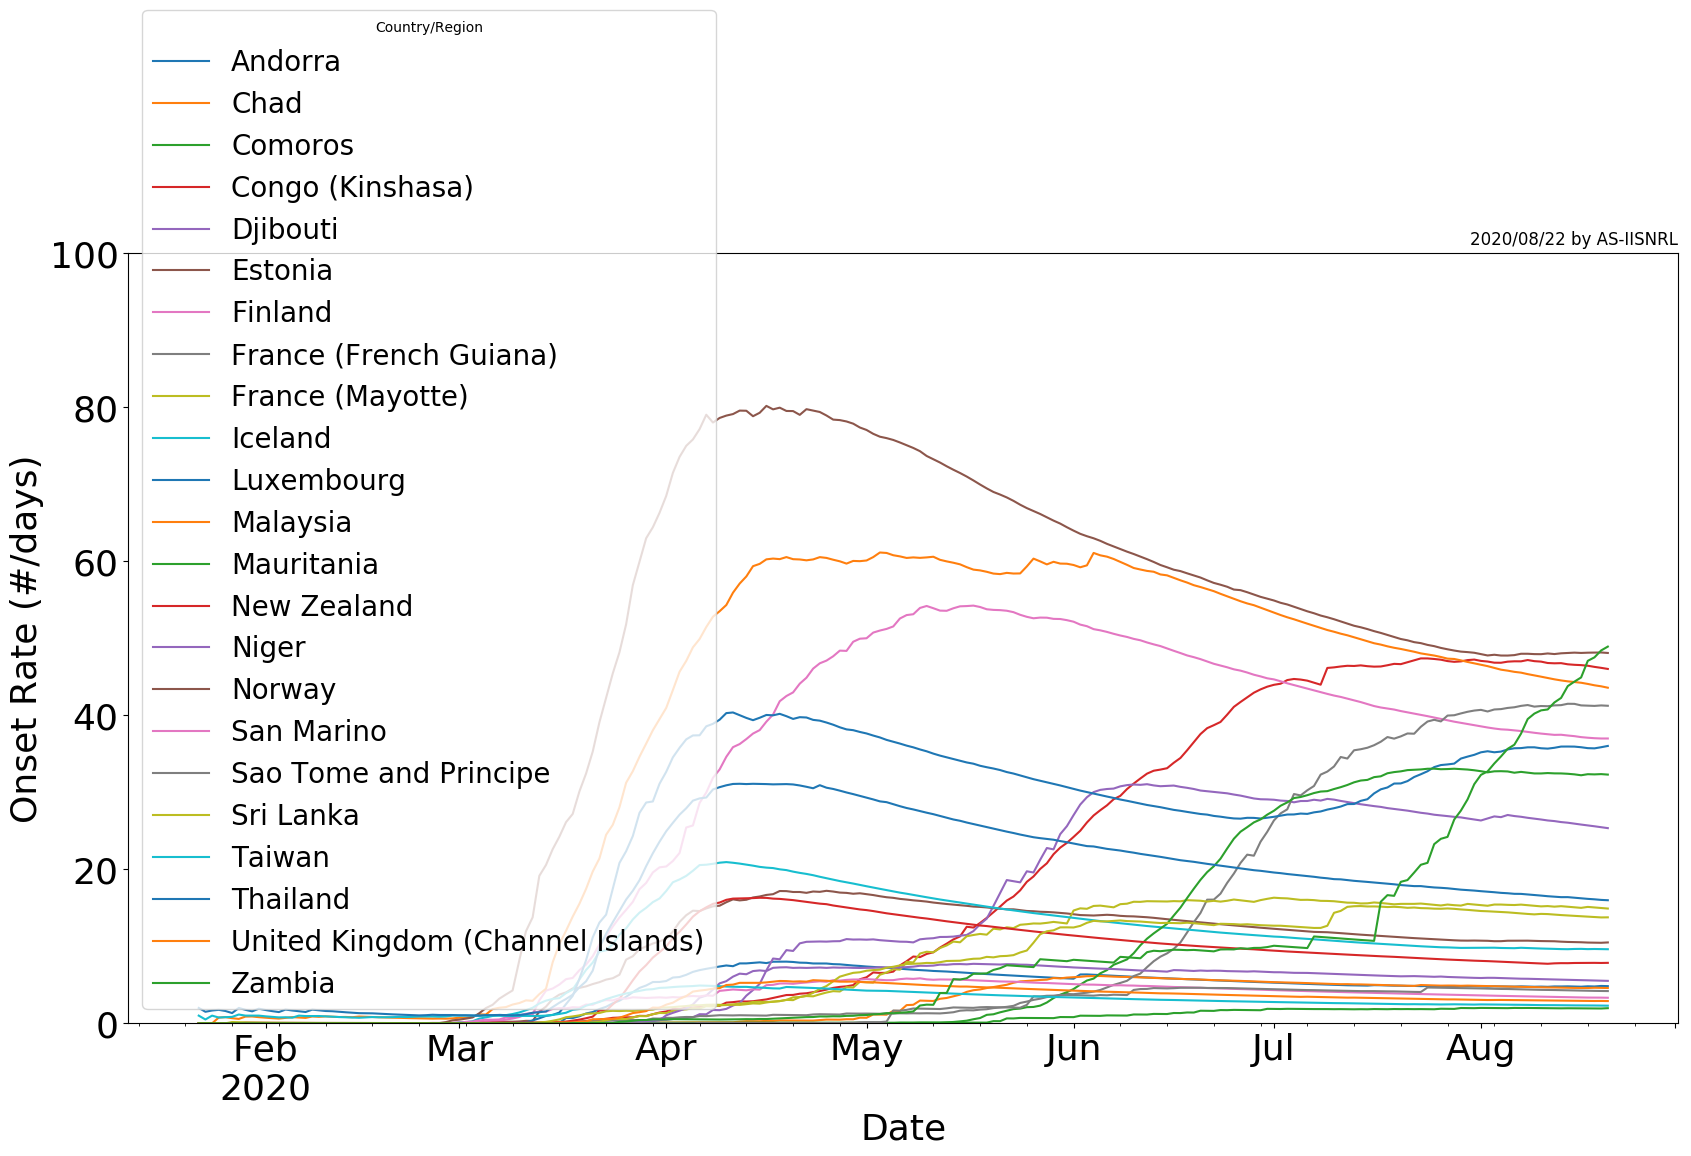 Country/Region
Andorra
Chad
Comoros
Congo (Kinshasa)
Djibouti
Estonia
Finland
France (French Guiana)
France (Mayotte)
Iceland
Luxembourg
Malaysia
Mauritania
New Zealand
Niger
Norway
San Marino
Sao Tome and Principe
Sri Lanka
Taiwan
Thailand
United Kingdom (Channel Islands)
Zambia
2020/08/22 by AS-IISNRL
100
80
60
40
20
0
Onset Rate (#/days)
Feb Mar Apr May Jun Jul Aug
2020
Date